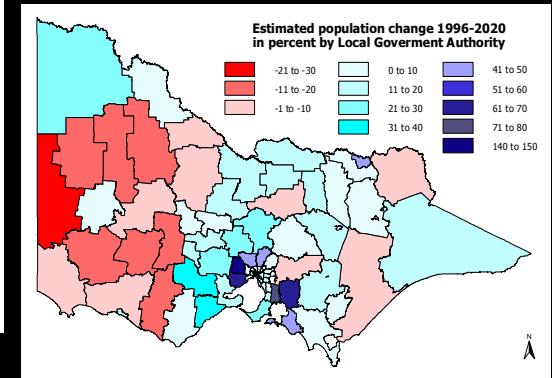 Estimated population change 1996-2020
in percent by Local Goverment Authority
-21 to -30
-11 to -20
-1 to -10
0 to 10
11 to 20
21 to 30
31 to 40
41 to 50
51 to 60
61 to 70
71 to 80
140 to 150
N